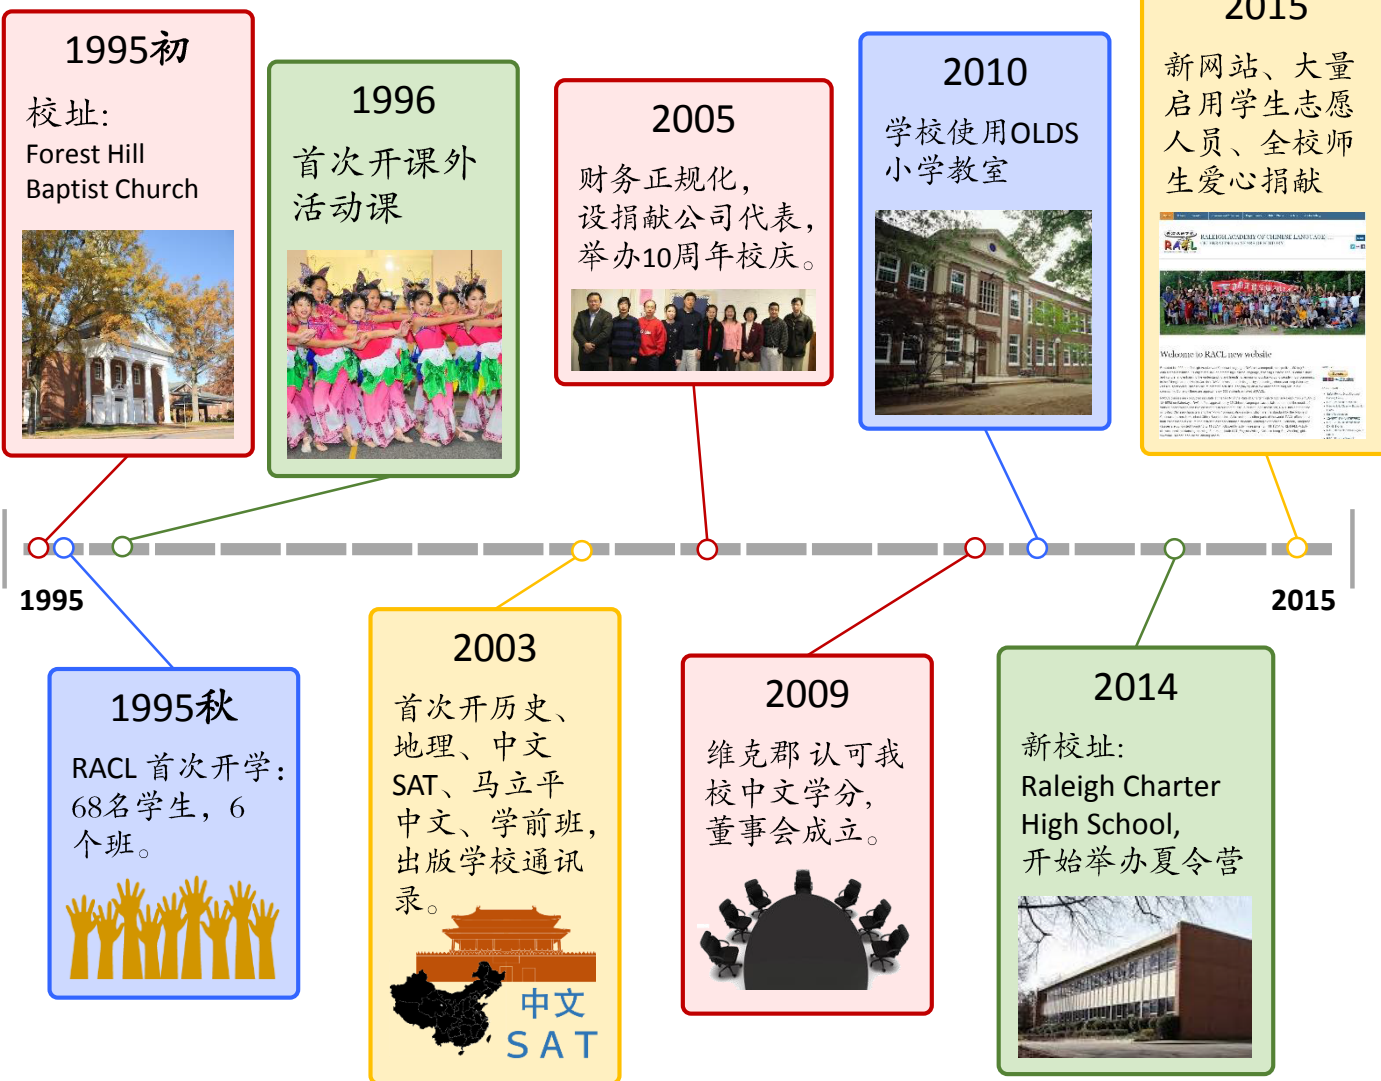 1995初
校址:
Forest Hill
Baptist Church
1996
首次开课外
活动课
2005
财务正规化，
设捐献公司代表，
举办10周年校庆。
2010
学校使用OLDS
小学教室
2015
新网站、大量
启用学生志愿
人员、全校师
生爱心捐献
RACL
RALEIGH ACADEMY OF CHINESE LANGUAGE
Welcome to RACL new website
1995
2015
1995秋
RACL 首次开学:
68名学生，6
个班。
2003
首次开历史、
地理、中文
SAT、马立平
中文、学前班，
出版学校通讯
录。
中文
SAT
2009
维克郡 认可我
校中文学分，
董事会成立。
2014
新校址:
Raleigh Charter
High School,
开始举办夏令营